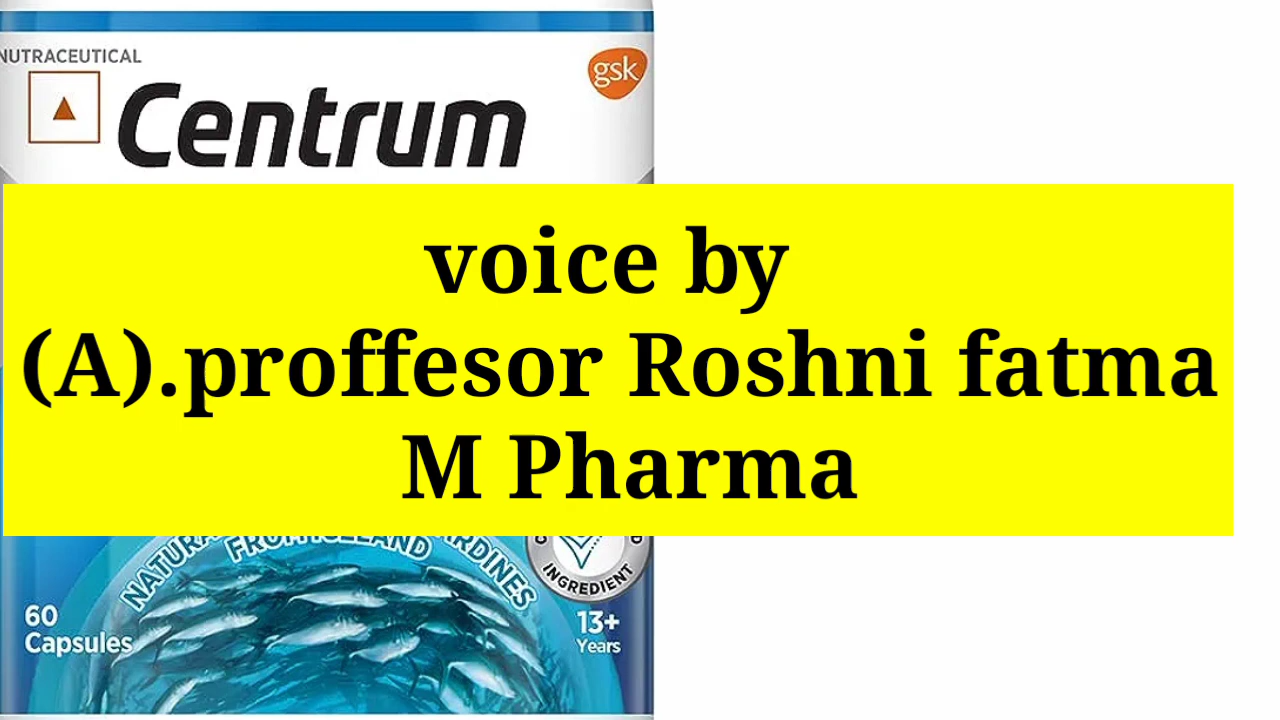 NUTRACEUTICAL
gsk
Centrum
voice by
(A).proffesor Roshni fatma
M Pharma
INGREDIENT
60
Capsules
13+
Years